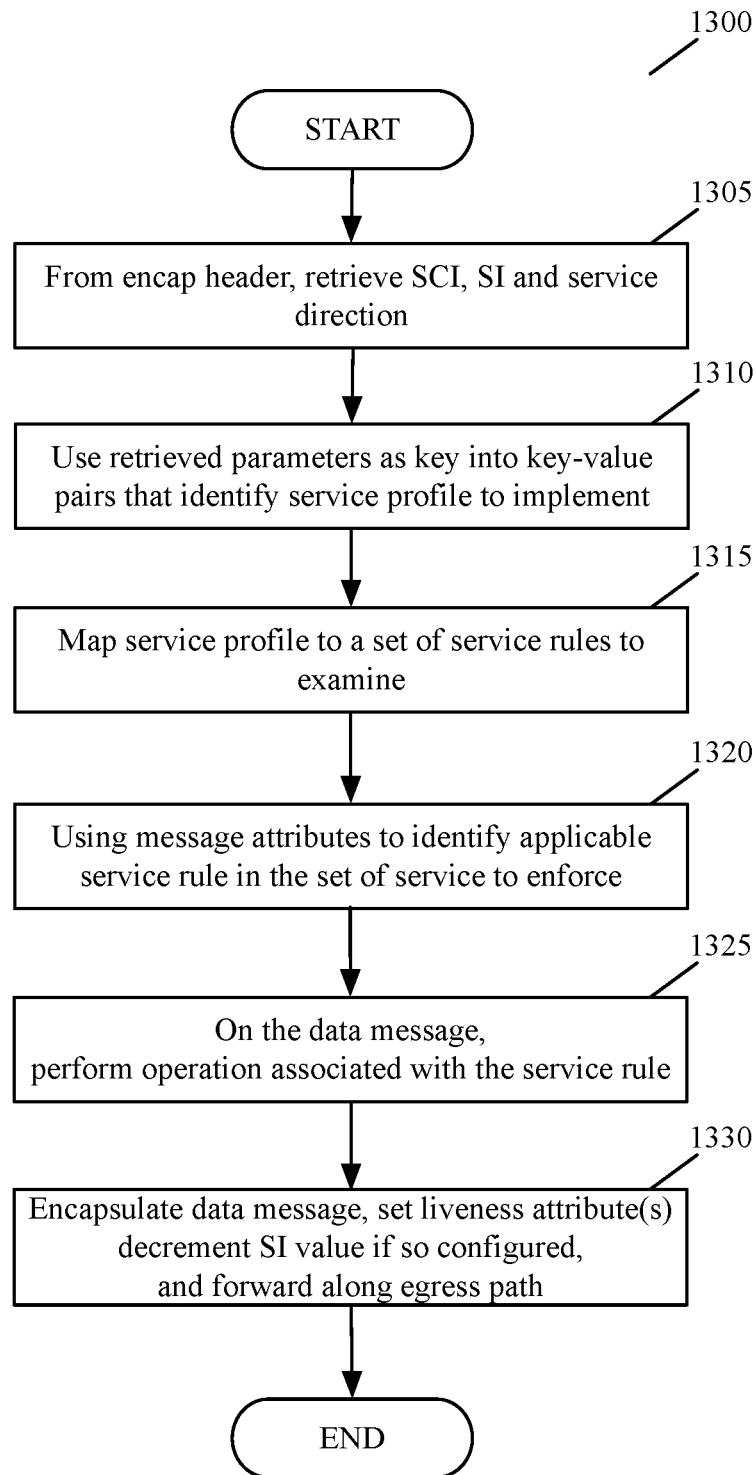 1300
START
1305
From encap header, retrieve SCI, SI and service
direction
1310
Use retrieved parameters as key into key-value
pairs that identify service profile to implement
1315
Map service profile to a set of service rules to
examine
1320
Using message attributes to identify applicable
service rule in the set of service to enforce
1325
On the data message,
perform operation associated with the service rule
1330
Encapsulate data message, set liveness attribute(s)
decrement SI value if so configured,
and forward along egress path
END